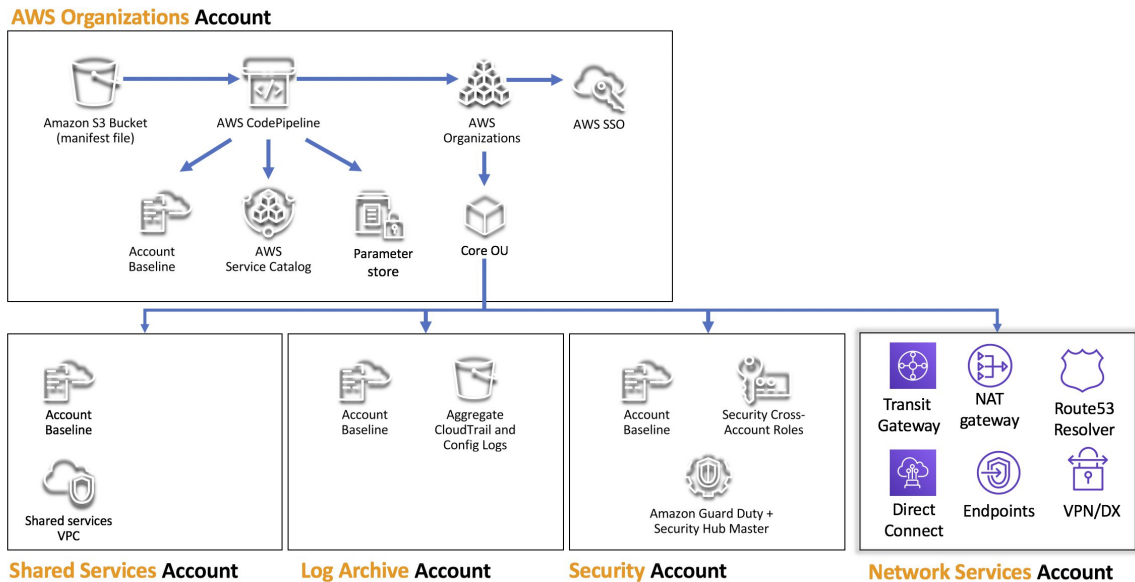 AWS Organizations Account
Amazon S3 Bucket
(manifest file)
AWS CodePipeline
AWS
Organizations
AWS SSO
Account
Baseline
AWS
Service Catalog
Parameter
store
Core OU
Account
Baseline
Shared services
VPC
Shared Services Account
Account
Baseline
Aggregate
CloudTrail and
Config Logs
Log Archive Account
Account
Baseline
Security Cross-
Account Roles
Amazon Guard Duty +
Security Hub Master
Security Account
Transit
Gateway
NAT
gateway
Route53
Resolver
Direct
Connect
Endpoints
VPN/DX
Network Services Account